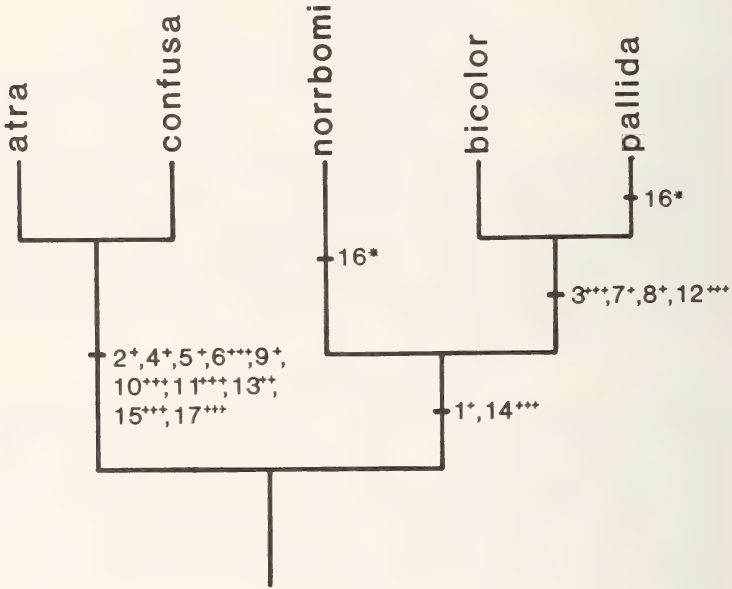 atra
confusa
norrbomi
bicolor
pallida
16*
16*
3+++,7+,8+,12+++
2+,4+,5+,6+++,9+,
10+++,11+++,13++,
15+++,17+++
1+,14+++